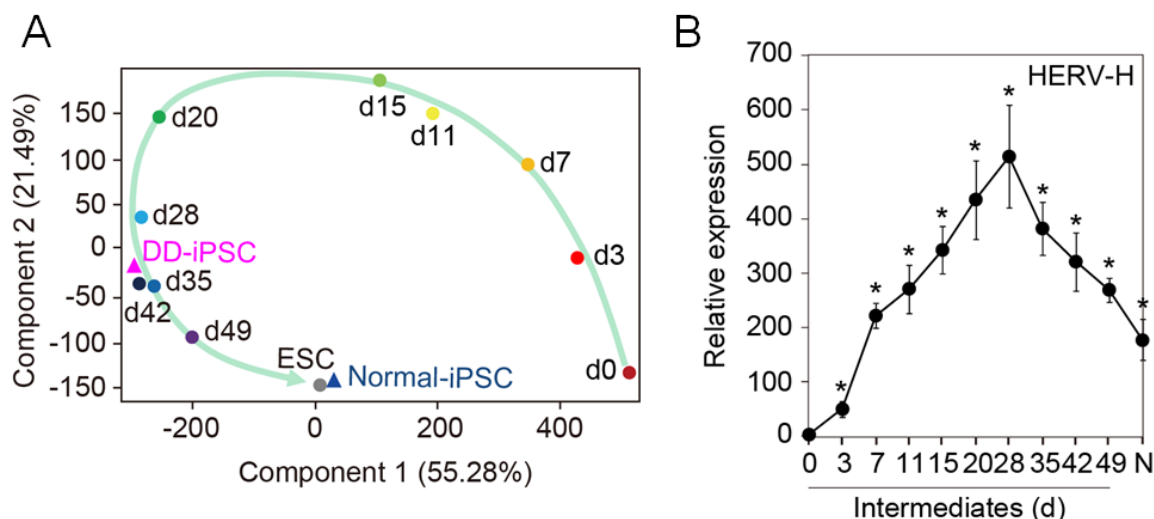 A
Component 2 (21.49%)
150
100
50
0
-50
-100
-150
d20
d15
d11
d7
d28
DD-iPSC
d3
d35
d42
d49
ESC
Normal-iPSC
d0
-200
0
200
400
Component 1 (55.28%)
B
Relative expression
700
600
500
400
300
200
100
0
HERV-H
* * * * * * * * * *
0 3 7 11 15 20 28 35 42 49 N
Intermediates (d)